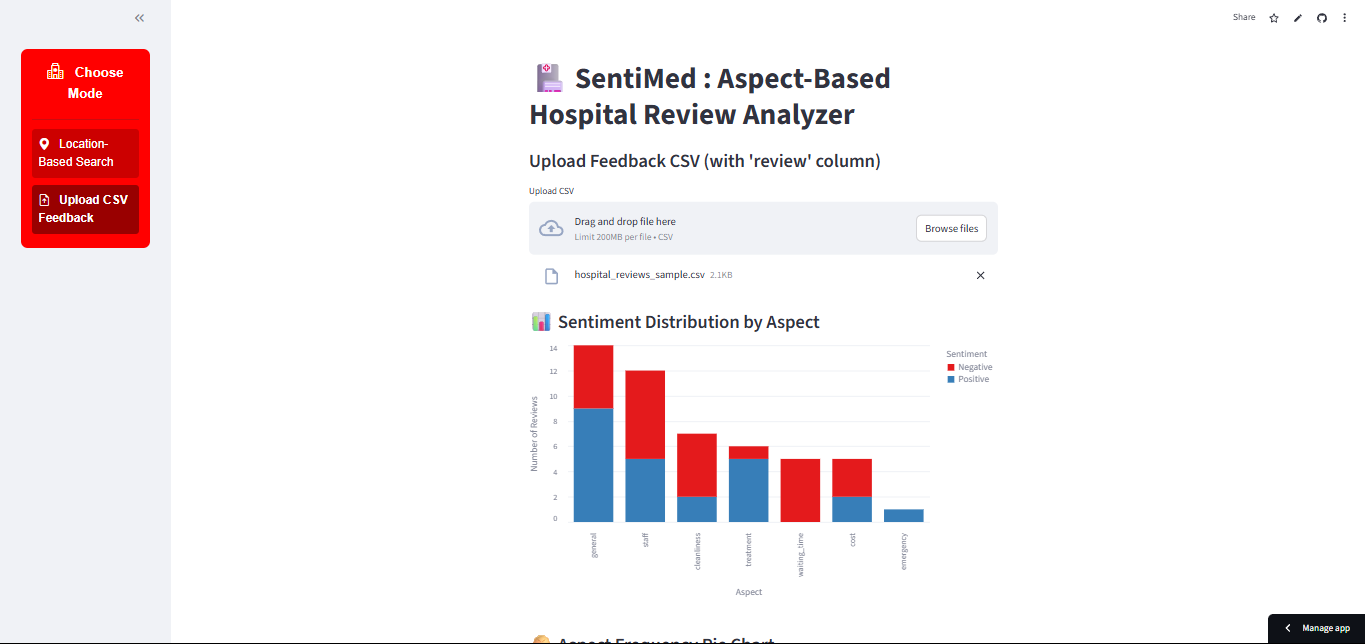 Share
Choose
Mode
Location-
Based Search
Upload CSV
Feedback
SentiMed : Aspect-Based
Hospital Review Analyzer
Upload Feedback CSV (with 'review' column)
Upload CSV
Drag and drop file here
Limit 200MB per file • CSV
Browse files
hospital_reviews_sample.csv 2.1KB
Sentiment Distribution by Aspect
Number of Reviews
14
12
10
8
6
4
2
0
general
staff
cleanliness
treatment
waiting_time
cost
emergency
Aspect
Sentiment
Negative
Positive
Aspect Frequency Pie Chart
Manage app